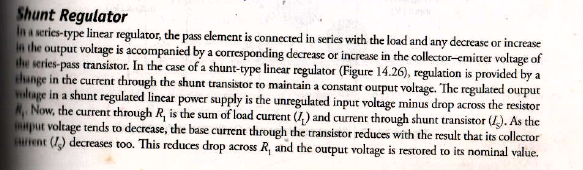 Shunt Regulator
In a series-type linear regulator, the pass element is connected in series with the load and any decrease or increase
in the output voltage is accompanied by a corresponding decrease or increase in the collector–emitter voltage of
the series-pass transistor. In the case of a shunt-type linear regulator (Figure 14.26), regulation is provided by a
change in the current through the shunt transistor to maintain a constant output voltage. The regulated output
voltage in a shunt regulated linear power supply is the unregulated input voltage minus drop across the resistor
R₁. Now, the current through R₁ is the sum of load current (I_L) and current through shunt transistor (I_S). As the
output voltage tends to decrease, the base current through the transistor reduces with the result that its collector
current (I_S) decreases too. This reduces drop across R₁ and the output voltage is restored to its nominal value.